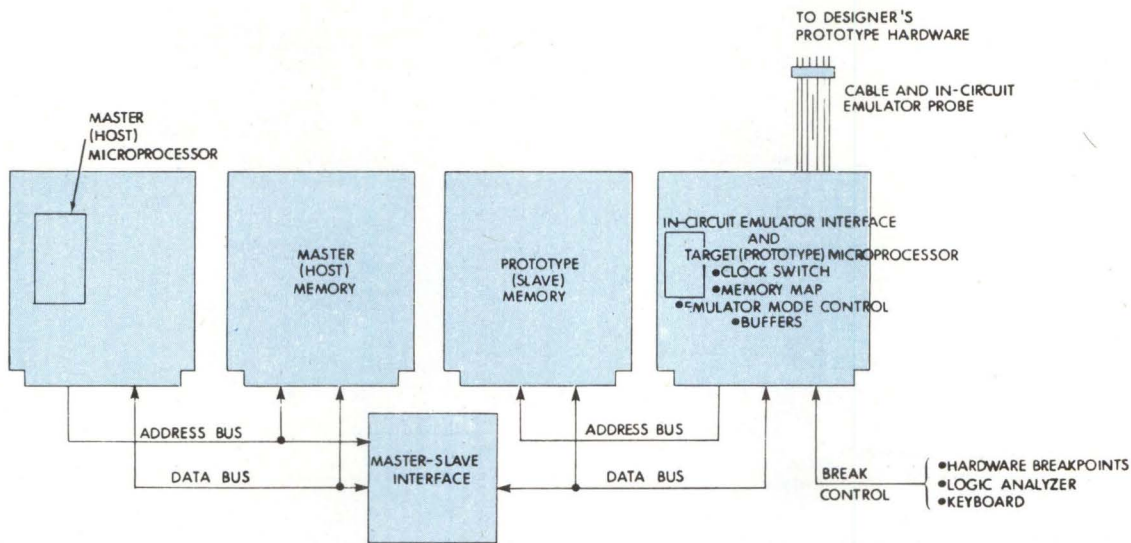 TO DESIGNER'S
PROTOTYPE HARDWARE
CABLE AND IN-CIRCUIT
EMULATOR PROBE
MASTER
(HOST)
MICROPROCESSOR
MASTER
(HOST)
MEMORY
PROTOTYPE
(SLAVE)
MEMORY
IN-CIRCUIT EMULATOR INTERFACE
AND
TARGET (PROTOTYPE) MICROPROCESSOR
•CLOCK SWITCH
•MEMORY MAP
•EMULATOR MODE CONTROL
•BUFFERS
ADDRESS BUS
DATA BUS
MASTER-SLAVE
INTERFACE
ADDRESS BUS
DATA BUS
BREAK
CONTROL
•HARDWARE BREAKPOINTS
•LOGIC ANALYZER
•KEYBOARD